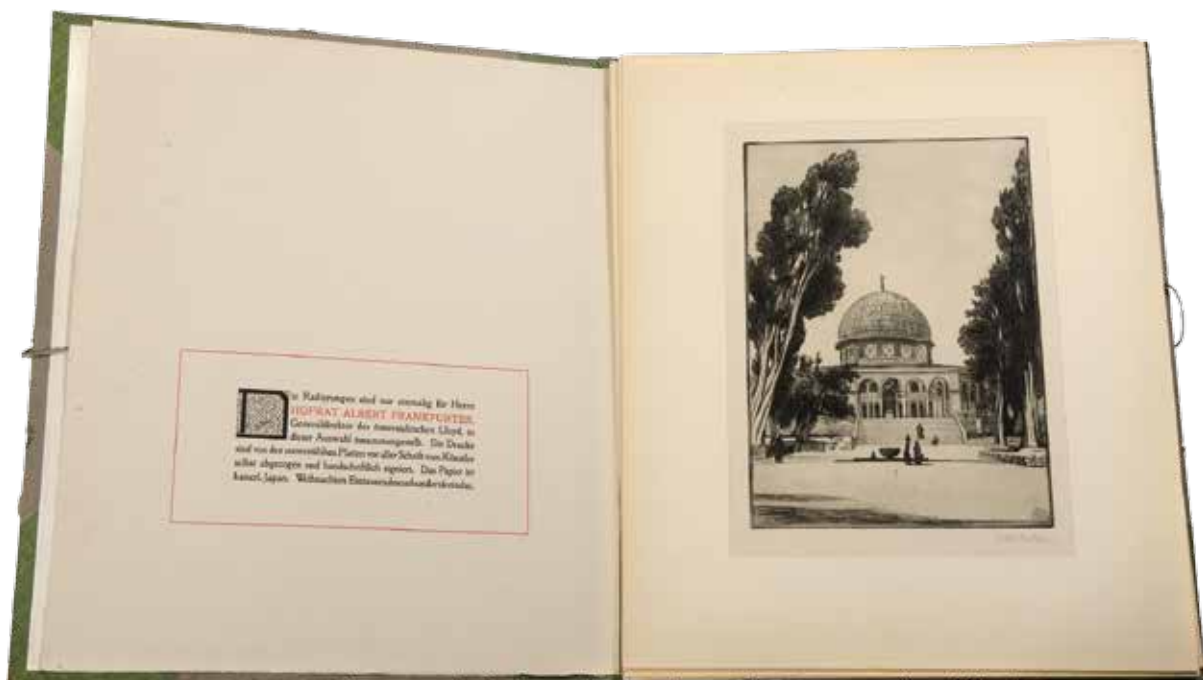 Die Radierungen sind nur einmalig für Herrn
HOFRAT ALBERT FRANKFURTER,
Generaldirektor des österreichischen Lloyd, in
dieser Auswahl zusammengestellt. Die Drucke
sind von den unverstählten Platten vor aller Schrift vom Künstler
selbst abgezogen und handschriftlich signiert. Das Papier ist
kaiserl. Japan. Weihnachten